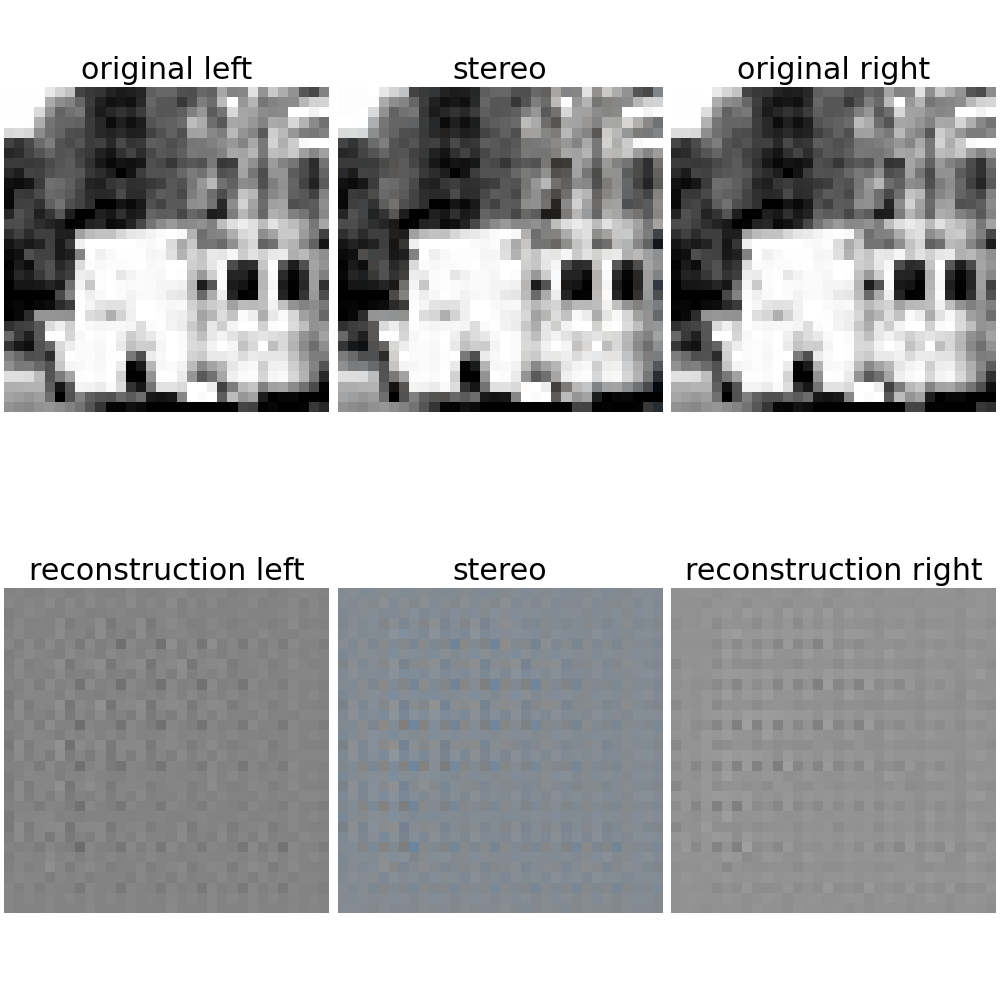 original left
stereo
original right
reconstruction left
stereo
reconstruction right